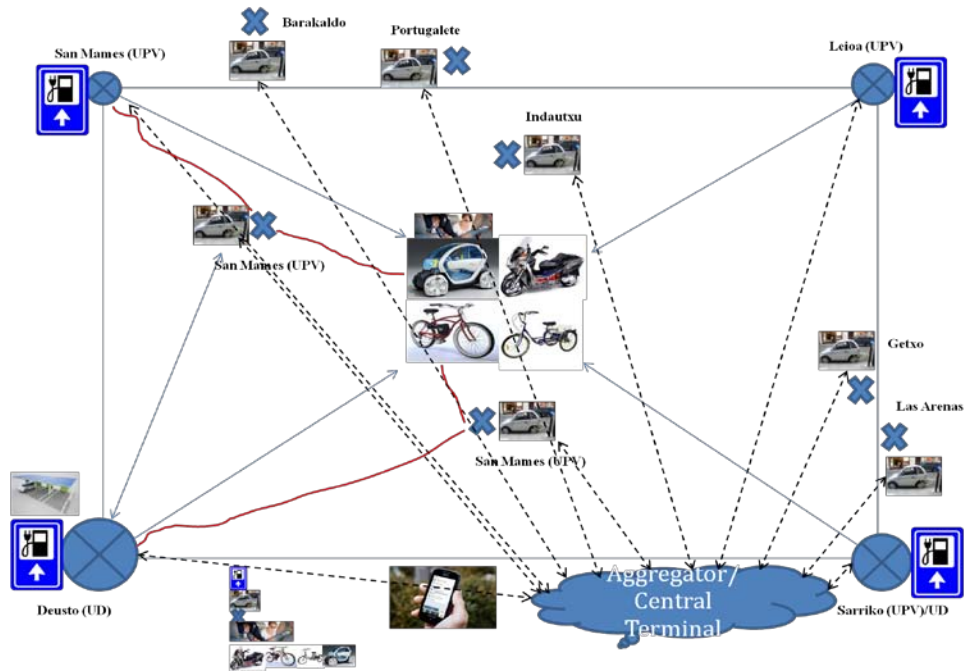 Barakaldo
Portugalete
San Mames (UPV)
Leioa (UPV)
Indautxu
San Mames (UPV)
Getxo
Las Arenas
San Mames (UPV)
Aggregator/
Central
Terminal
Deusto (UD)
Sarriko (UPV)/UD